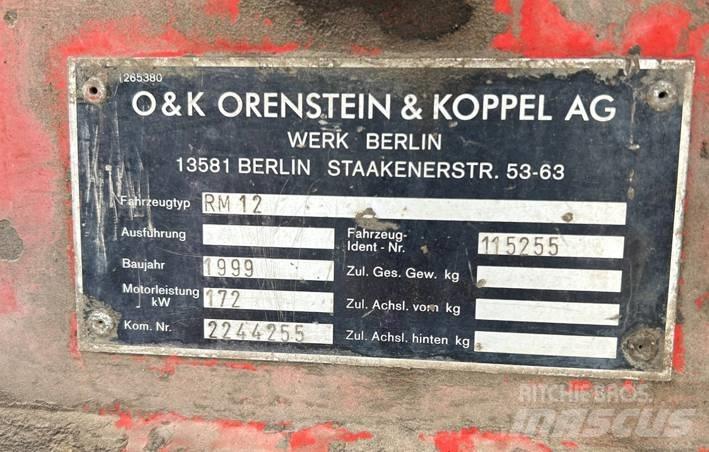 265380
O&K ORENSTEIN & KOPPEL AG
WERK BERLIN
13581 BERLIN STAAKENERSTR. 53-63
Fahrzeugtyp RM 12
Ausführung
Fahrzeug-
Ident - Nr. 115255
Baujahr 1999
Zul. Ges. Gew. kg
Motorleistung
kW 172
Zul. Achsl. vorn kg
Kom. Nr. 2244255
Zul. Achsl. hinten kg
RITCHIE BROS.
mascus